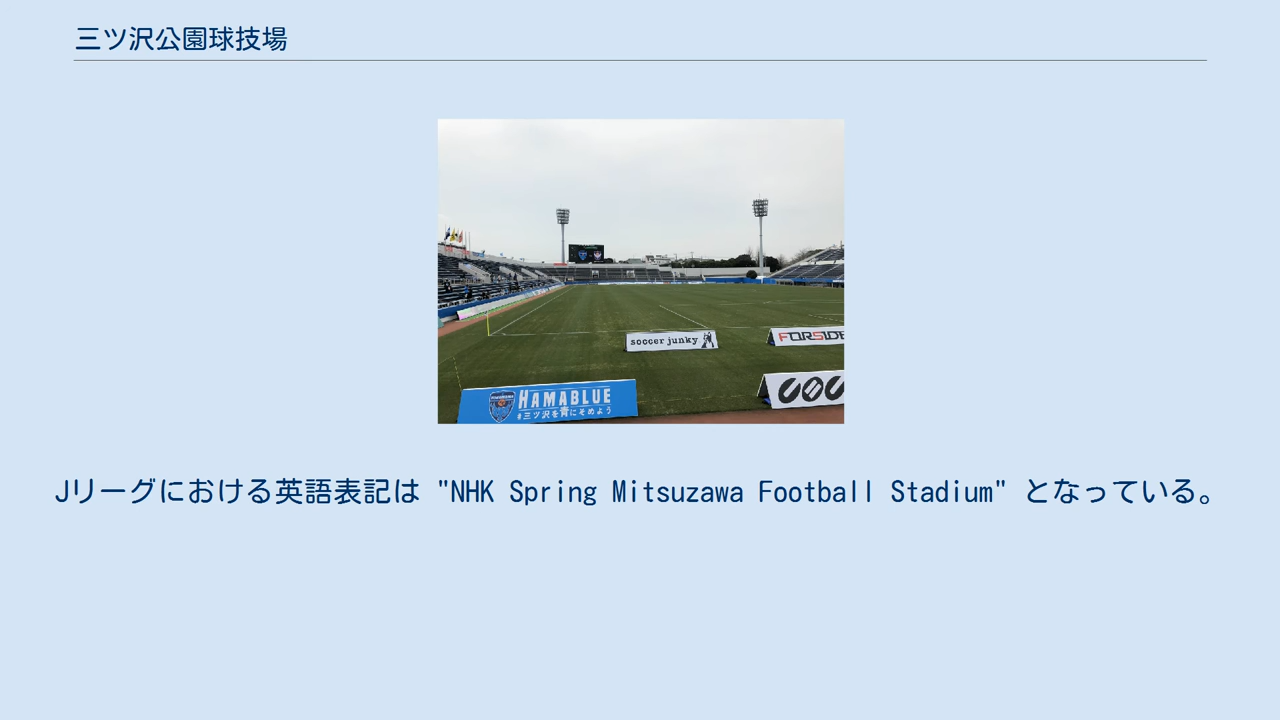 三ツ沢公園球技場
soccer junky
FORSIDE
HAMABLUE
#三ツ沢を青にそめよう
Jリーグにおける英語表記は "NHK Spring Mitsuzawa Football Stadium" となっている。